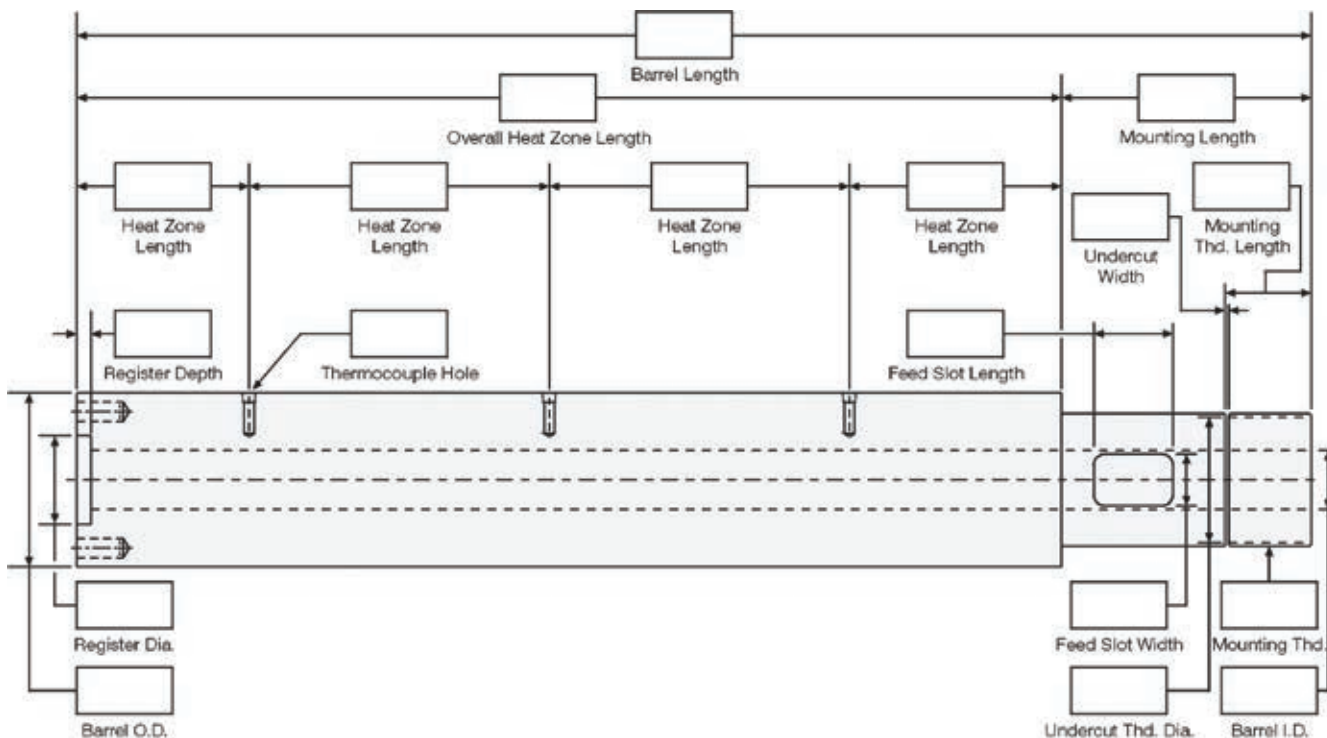 Barrel Length
Overall Heat Zone Length
Mounting Length
Heat Zone
Length
Heat Zone
Length
Heat Zone
Length
Heat Zone
Length
Undercut
Width
Mounting
Thd. Length
Register Depth
Thermocouple Hole
Feed Slot Length
Register Dia.
Feed Slot Width
Mounting Thd.
Barrel O.D.
Undercut Thd. Dia.
Barrel I.D.